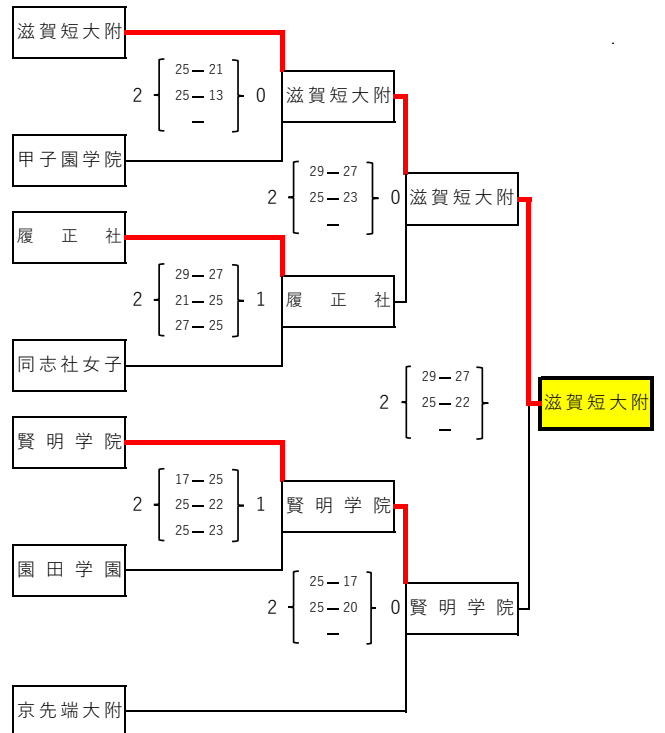 滋賀短大附
25 — 21
2 25 — 13 0 滋賀短大附
—
甲子園学院
29 — 27
2 25 — 23 0 滋賀短大附
—
履正社
29 — 27
2 21 — 25 1 履正社
27 — 25
同志社女子
29 — 27
2 25 — 22 滋賀短大附
—
賢明学院
17 — 25
2 25 — 22 1 賢明学院
25 — 23
園田学園
25 — 17
2 25 — 20 0 賢明学院
—
京先端大附